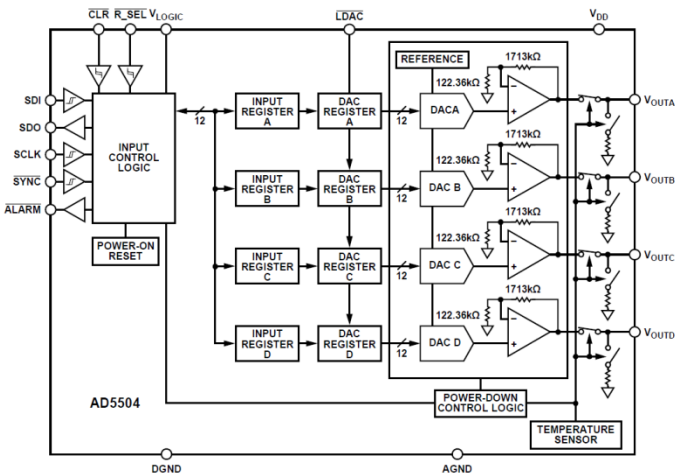 CLR R_SEL VLOGIC LDAC VDD
REFERENCE 1713kΩ
122.36kΩ
SDI
SDO
SCLK
SYNC
ALARM
INPUT
CONTROL
LOGIC
POWER-ON
RESET
12
INPUT
REGISTER
A
DAC
REGISTER
A
12
DACA
VOUTA
1713kΩ
122.36kΩ
INPUT
REGISTER
B
DAC
REGISTER
B
12
DAC B
VOUTB
1713kΩ
122.36kΩ
INPUT
REGISTER
C
DAC
REGISTER
C
12
DAC C
VOUTC
1713kΩ
122.36kΩ
INPUT
REGISTER
D
DAC
REGISTER
D
12
DAC D
VOUTD
POWER-DOWN
CONTROL LOGIC
TEMPERATURE
SENSOR
AD5504
DGND AGND